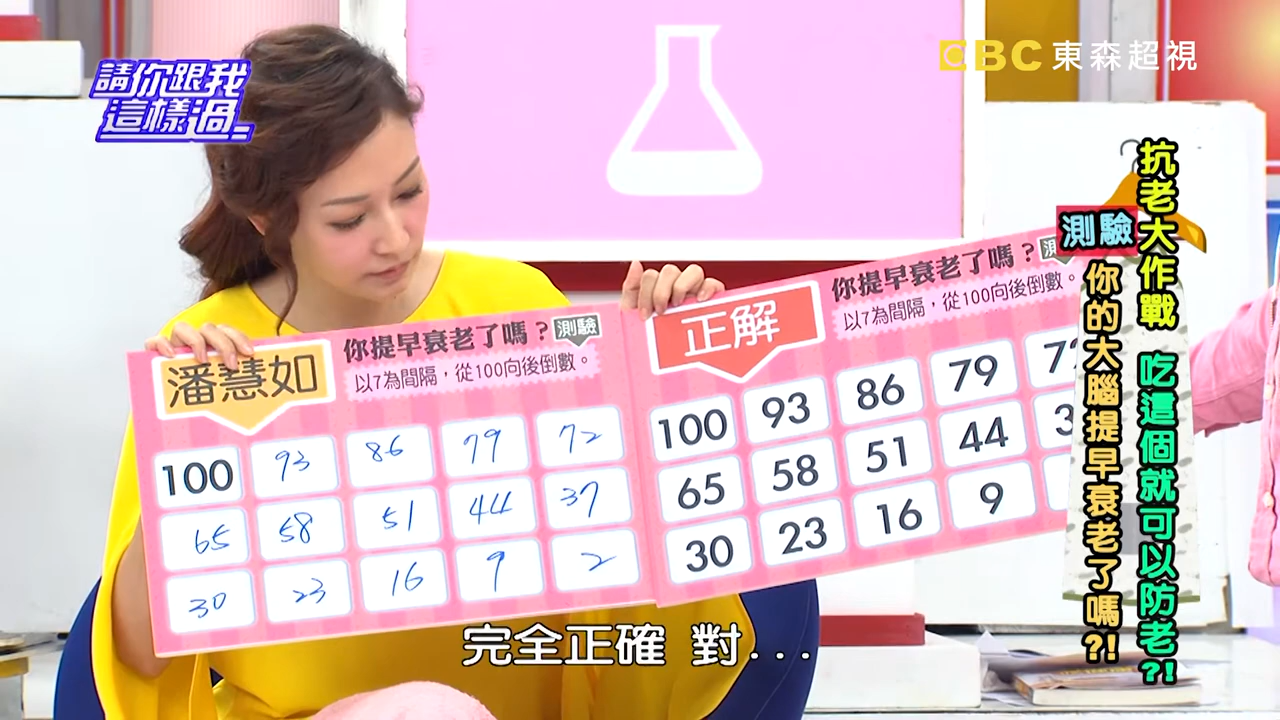 請你跟我
這樣過
EBC 東森超視
抗老大作戰 吃這個就可以防老?!
測驗
你的大腦提早衰老了嗎?!
潘慧如
你提早衰老了嗎？
測驗
以7為間隔，從100向後倒數。
100 93 86 79 72
65 58 51 44 37
30 23 16 9 2
正解
你提早衰老了嗎？
以7為間隔，從100向後倒數。
100 93 86 79
65 58 51 44
30 23 16 9
完全正確 對...